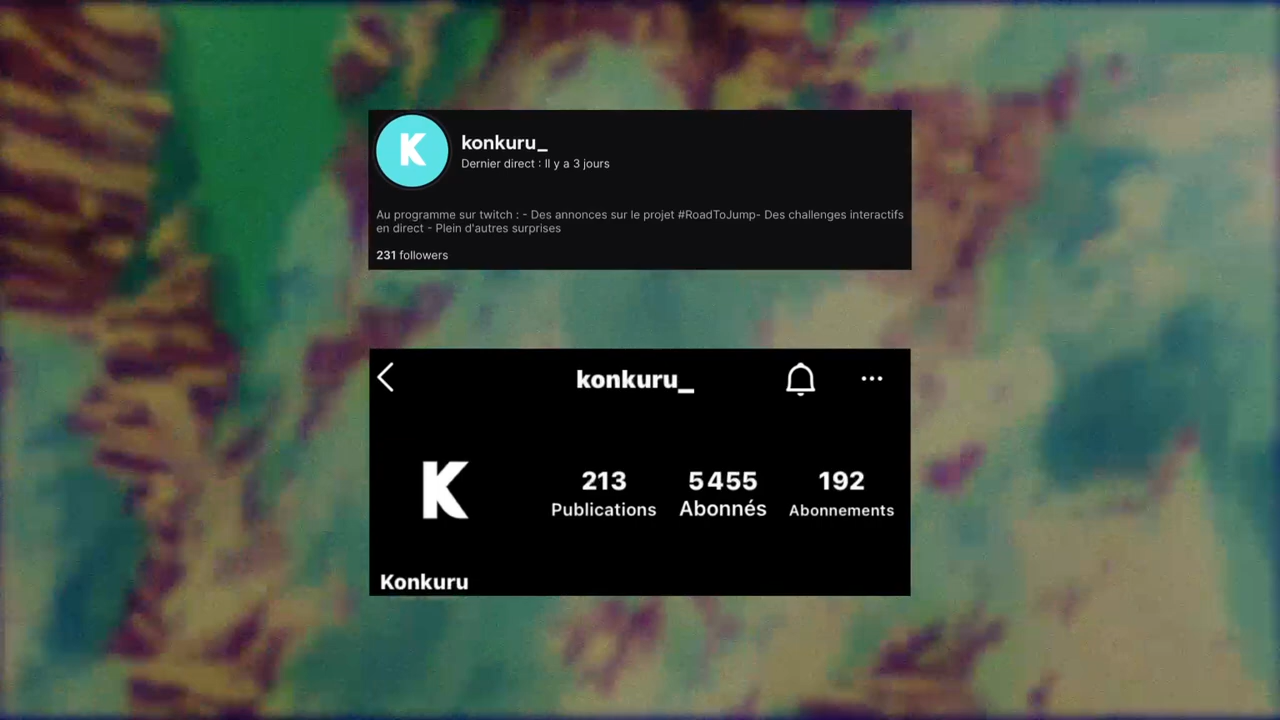 K
konkuru_
Dernier direct : Il y a 3 jours
Au programme sur twitch : - Des annonces sur le projet #RoadToJump- Des challenges interactifs
en direct - Plein d'autres surprises
231 followers
konkuru_
K
213 5455 192
Publications Abonnés Abonnements
Konkuru